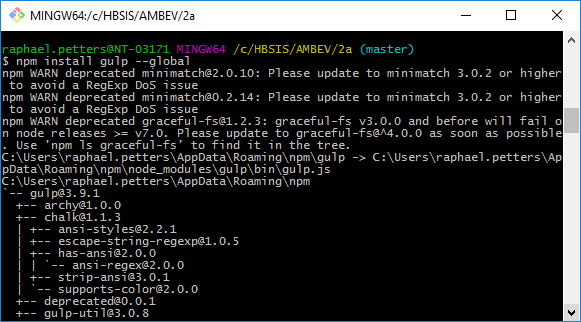 MINGW64:/c/HBSIS/AMBEV/2a
raphael.petters@NT-03171 MINGW64 /c/HBSIS/AMBEV/2a (master)
$ npm install gulp --global
npm WARN deprecated minimatch@2.0.10: Please update to minimatch 3.0.2 or higher
 to avoid a RegExp DoS issue
npm WARN deprecated minimatch@0.2.14: Please update to minimatch 3.0.2 or higher
 to avoid a RegExp DoS issue
npm WARN deprecated graceful-fs@1.2.3: graceful-fs v3.0.0 and before will fail o
n node releases >= v7.0. Please update to graceful-fs@^4.0.0 as soon as possible
. Use 'npm ls graceful-fs' to find it in the tree.
C:\Users\raphael.petters\AppData\Roaming\npm\gulp -> C:\Users\raphael.petters\Ap
pData\Roaming\npm\node_modules\gulp\bin\gulp.js
C:\Users\raphael.petters\AppData\Roaming\npm
`-- gulp@3.9.1
  +-- archy@1.0.0
  +-- chalk@1.1.3
  | +-- ansi-styles@2.2.1
  | +-- escape-string-regexp@1.0.5
  | +-- has-ansi@2.0.0
  | | `-- ansi-regex@2.0.0
  | +-- strip-ansi@3.0.1
  | `-- supports-color@2.0.0
  +-- deprecated@0.0.1
  +-- gulp-util@3.0.8